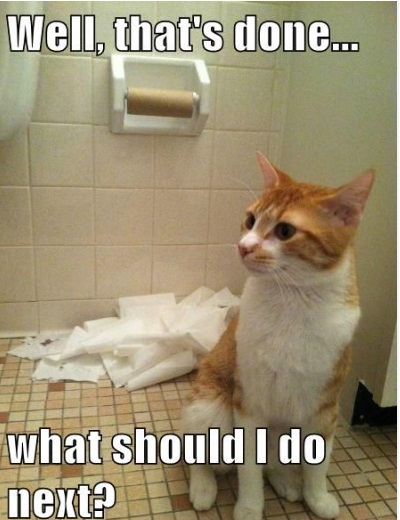 Well, that's done...
what should I do
next?